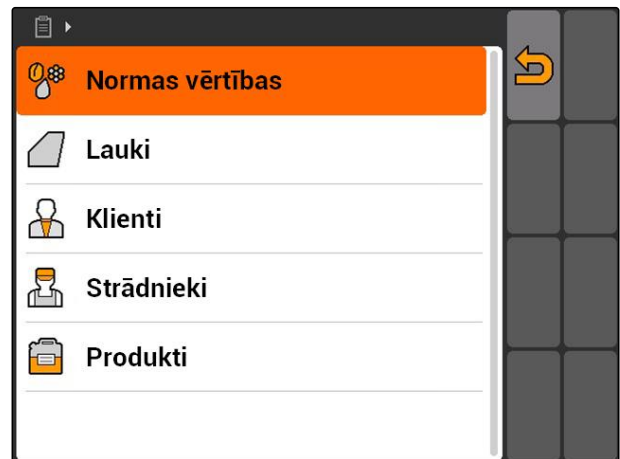 Normas vērtības
Lauki
Klienti
Strādnieki
Produkti